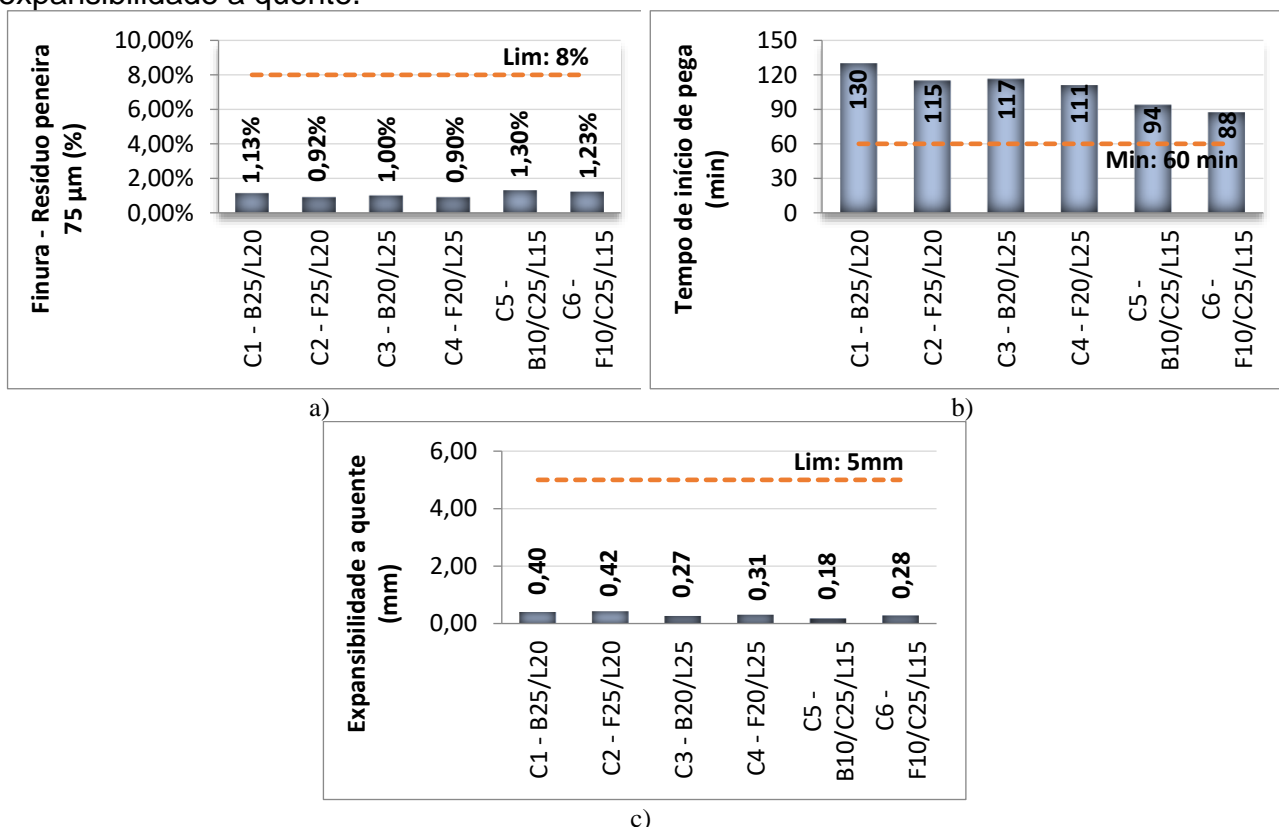 expansibilidade a quente.
Finura - Resíduo peneira
75 µm (%)
10,00%
8,00%
6,00%
4,00%
2,00%
0,00%
Lim: 8%
1,13%
0,92%
1,00%
0,90%
1,30%
1,23%
C1 - B25/L20
C2 - F25/L20
C3 - B20/L25
C4 - F20/L25
C5 -
B10/C25/L15
C6 -
F10/C25/L15
a)
Tempo de início de pega
(min)
150
120
90
60
30
0
130
115
117
111
94
88
Min: 60 min
C1 - B25/L20
C2 - F25/L20
C3 - B20/L25
C4 - F20/L25
C5 -
B10/C25/L15
C6 -
F10/C25/L15
b)
Expansibilidade a quente
(mm)
6,00
4,00
2,00
0,00
Lim: 5mm
0,40
0,42
0,27
0,31
0,18
0,28
C1 - B25/L20
C2 - F25/L20
C3 - B20/L25
C4 - F20/L25
C5 -
B10/C25/L15
C6 -
F10/C25/L15
c)